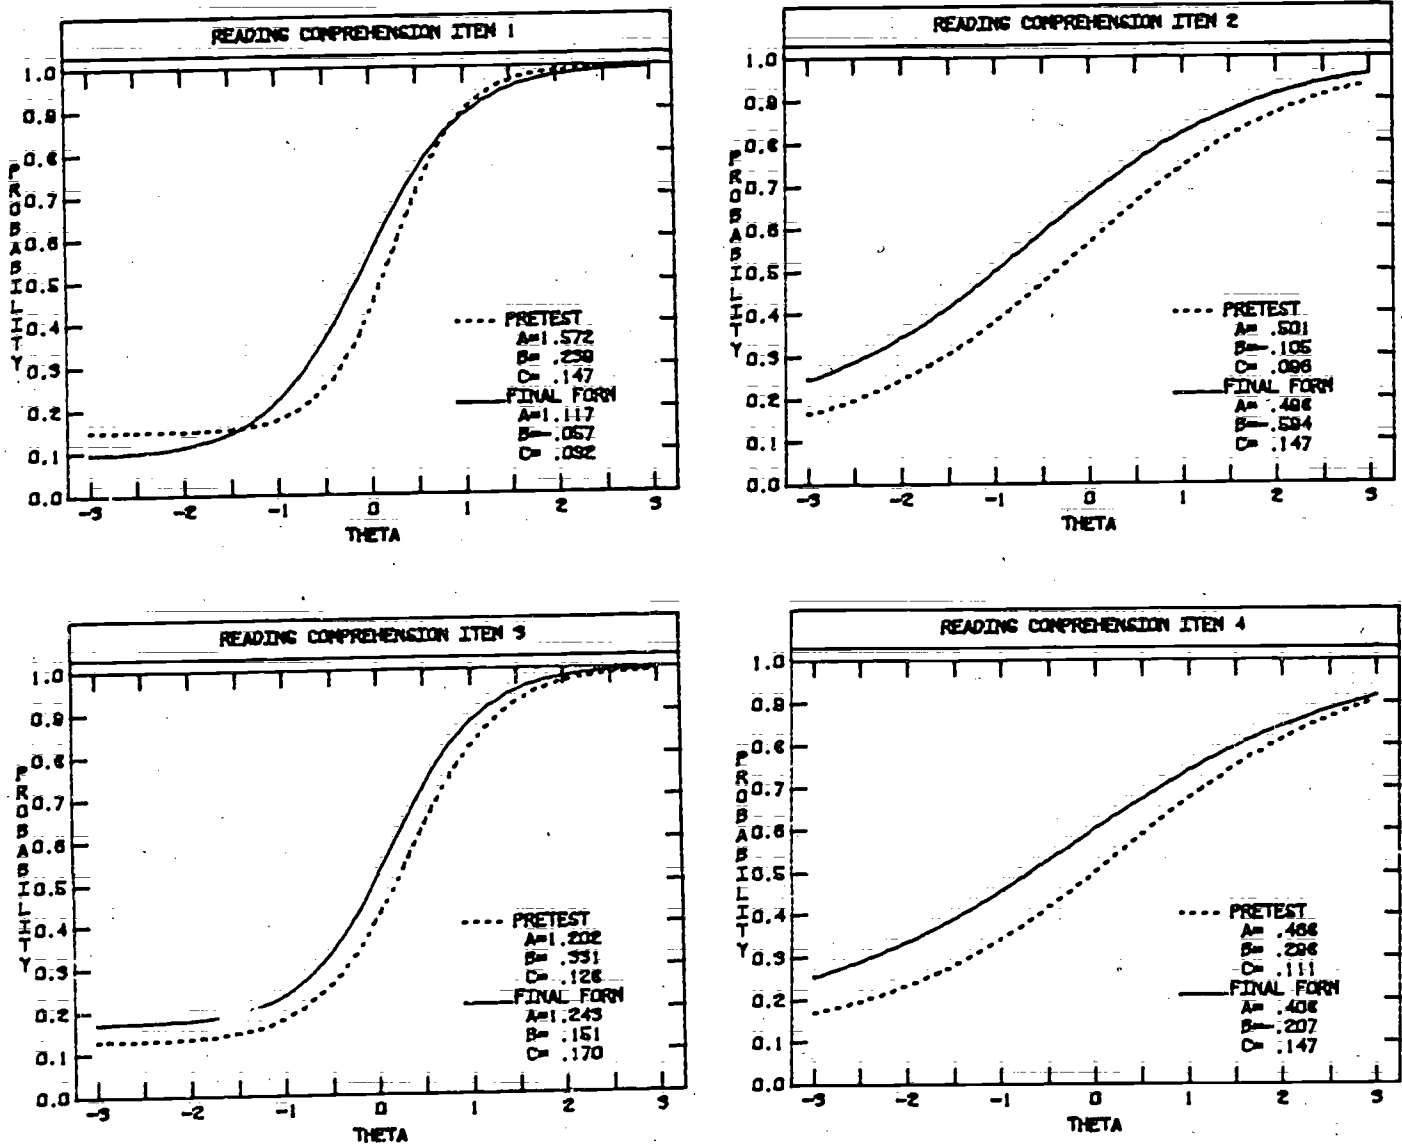 READING COMPREHENSION ITEM 1
1.0
0.9
0.8
0.7
0.6
0.5
0.4
0.3
0.2
0.1
0.0
PROBABILITY
PRETEST
A=1.572
B= .239
C= .147
FINAL FORM
A=1.117
B=-.057
C= .092
-3 -2 -1 0 1 2 3
THETA
READING COMPREHENSION ITEM 2
1.0
0.9
0.8
0.7
0.6
0.5
0.4
0.3
0.2
0.1
0.0
PROBABILITY
PRETEST
A= .501
B=-.105
C= .096
FINAL FORM
A= .496
B=-.594
C= .147
-3 -2 -1 0 1 2 3
THETA
READING COMPREHENSION ITEM 3
1.0
0.9
0.8
0.7
0.6
0.5
0.4
0.3
0.2
0.1
0.0
PROBABILITY
PRETEST
A=1.202
B= .331
C= .128
FINAL FORM
A=1.243
B= .151
C= .170
-3 -2 -1 0 1 2 3
THETA
READING COMPREHENSION ITEM 4
1.0
0.9
0.8
0.7
0.6
0.5
0.4
0.3
0.2
0.1
0.0
PROBABILITY
PRETEST
B= .296
C= .111
FINAL FORM
A= .406
B=-.207
C= .147
-3 -2 -1 0 1 2 3
THETA